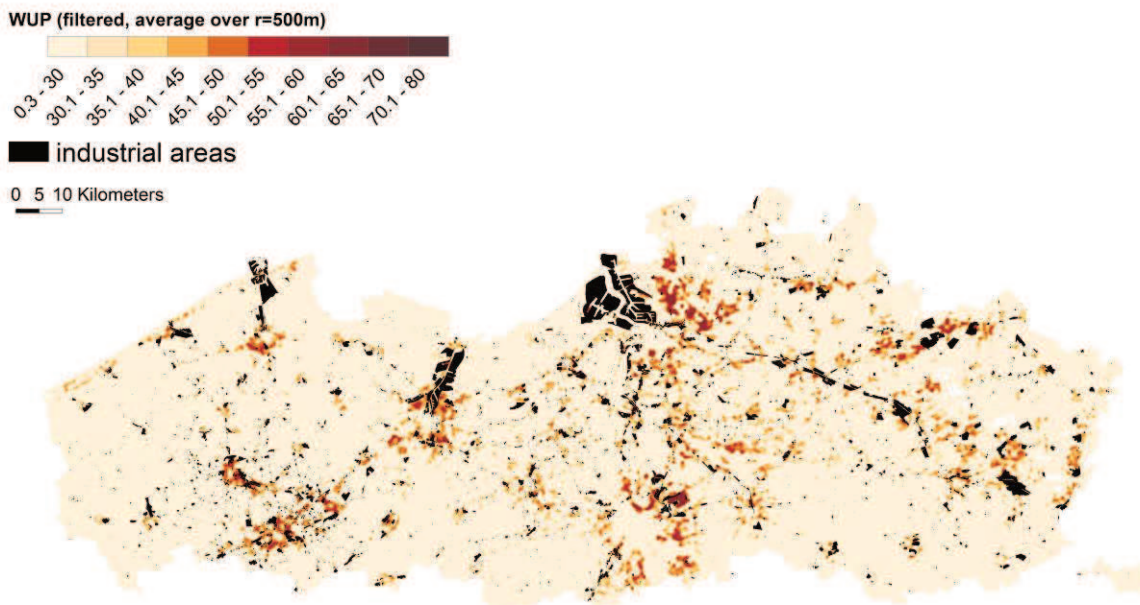 WUP (filtered, average over r=500m)
0.3 - 30
30.1 - 35
35.1 - 40
40.1 - 45
45.1 - 50
50.1 - 55
55.1 - 60
60.1 - 65
65.1 - 70
70.1 - 80
industrial areas
0 5 10 Kilometers